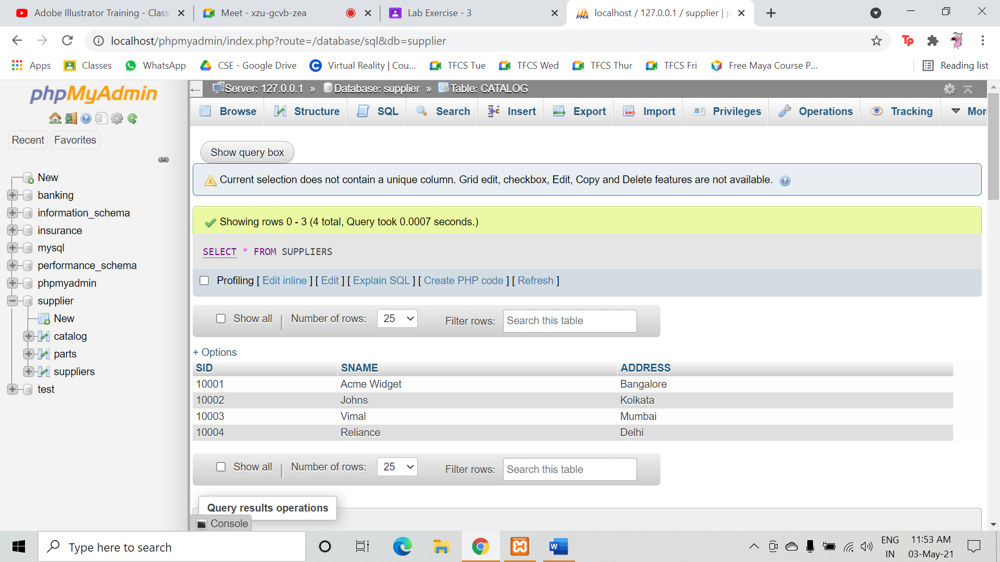 Adobe Illustrator Training - Class
Meet - xzu-gcvb-zea
Lab Exercise - 3
PMA
localhost / 127.0.0.1 / supplier | p
localhost/phpmyadmin/index.php?route=/database/sql&db=supplier
Tp
Apps
Classes
WhatsApp
CSE - Google Drive
Virtual Reality | Cou...
TFCS Tue
TFCS Wed
TFCS Thur
TFCS Fri
Free Maya Course P...
Reading list
phpMyAdmin
Recent
Favorites
New
banking
information_schema
insurance
mysql
performance_schema
phpmyadmin
supplier
New
catalog
parts
suppliers
test
Server: 127.0.0.1 » Database: supplier » Table: CATALOG
Browse
Structure
SQL
Search
Insert
Export
Import
Privileges
Operations
Tracking
Mor
Show query box
Current selection does not contain a unique column. Grid edit, checkbox, Edit, Copy and Delete features are not available.
Showing rows 0 - 3 (4 total, Query took 0.0007 seconds.)
SELECT * FROM SUPPLIERS
Profiling [ Edit inline ] [ Edit ] [ Explain SQL ] [ Create PHP code ] [ Refresh ]
Show all | Number of rows: 25 Filter rows: Search this table
+ Options
SID SNAME ADDRESS
10001 Acme Widget Bangalore
10002 Johns Kolkata
10003 Vimal Mumbai
10004 Reliance Delhi
Show all | Number of rows: 25 Filter rows: Search this table
Query results operations
Console
Type here to search
W
ENG
IN
11:53 AM
03-May-21